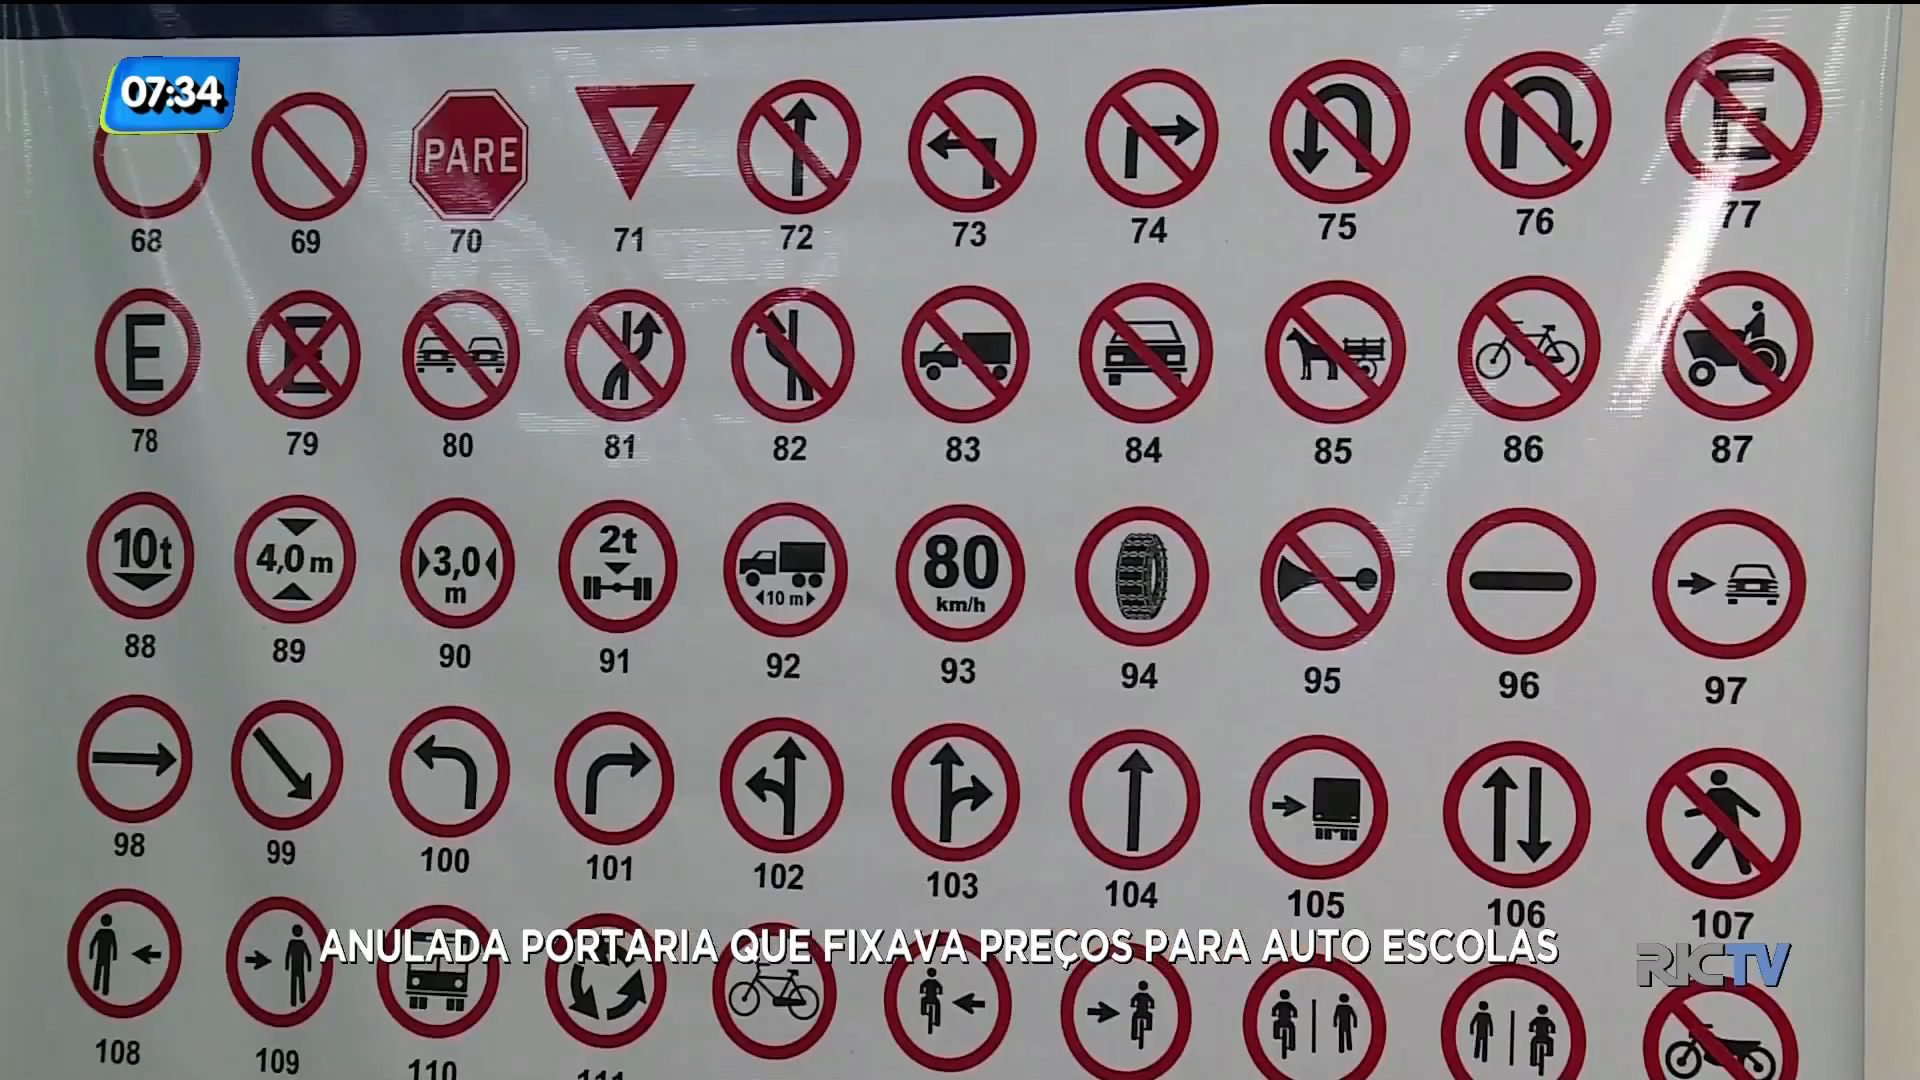 07:34
PARE
E
68 69 70 71 72 73 74 75 76 77
E E
78 79 80 81 82 83 84 85 86 87
10t 4,0 m 3,0 m 2t 10 m 80 km/h
88 89 90 91 92 93 94 95 96 97
98 99 100 101 102 103 104 105 106 107
ANULADA PORTARIA QUE FIXAVA PREÇOS PARA AUTO ESCOLAS
RICTV
108 109 110 111